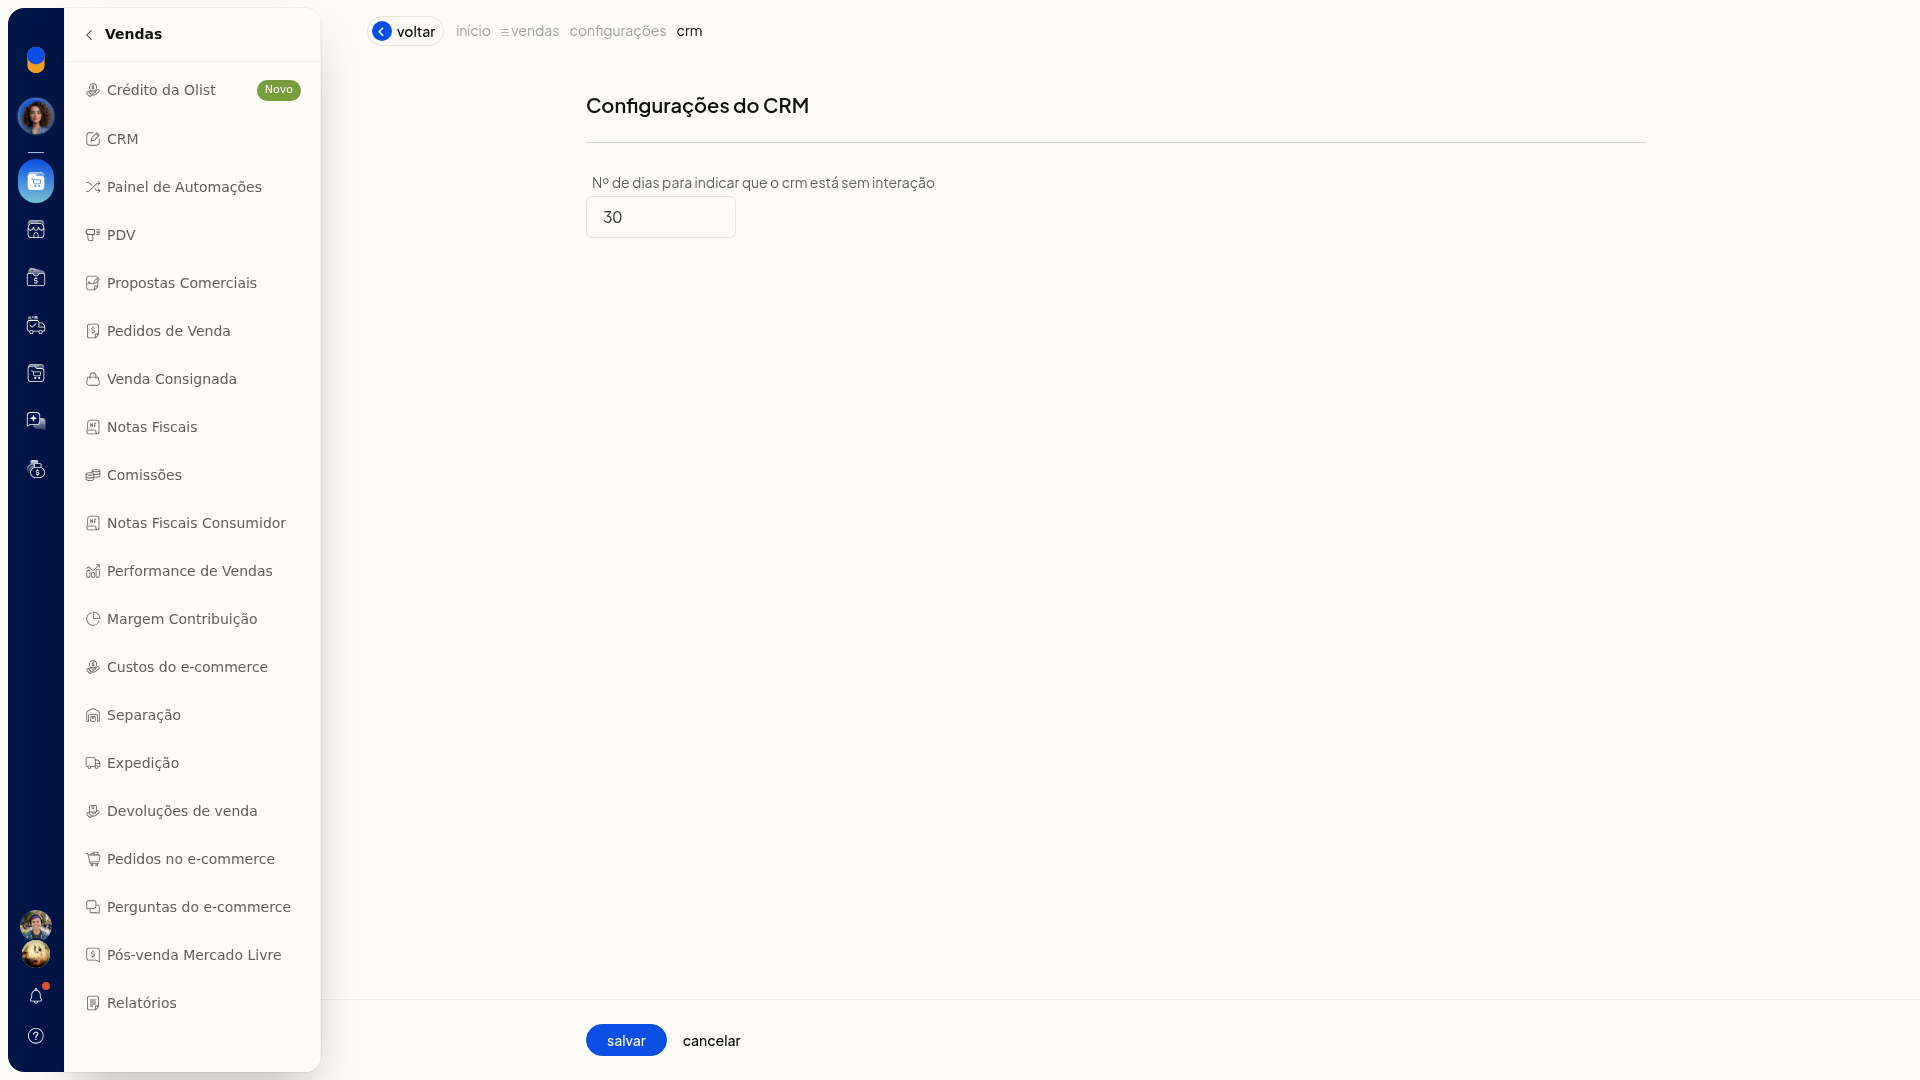 Vendas
Crédito da Olist
Novo
CRM
Painel de Automações
PDV
Propostas Comerciais
Pedidos de Venda
Venda Consignada
Notas Fiscais
Comissões
Notas Fiscais Consumidor
Performance de Vendas
Margem Contribuição
Custos do e-commerce
Separação
Expedição
Devoluções de venda
Pedidos no e-commerce
Perguntas do e-commerce
Pós-venda Mercado Livre
Relatórios
voltar início vendas configurações crm
Configurações do CRM
Nº de dias para indicar que o crm está sem interação
30
salvar cancelar